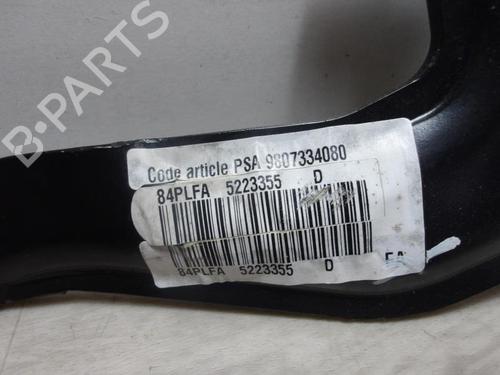 B-PARTS
Code article PSA 9807334080
84PLFA 5223355 D
84PLFA 5223355 D